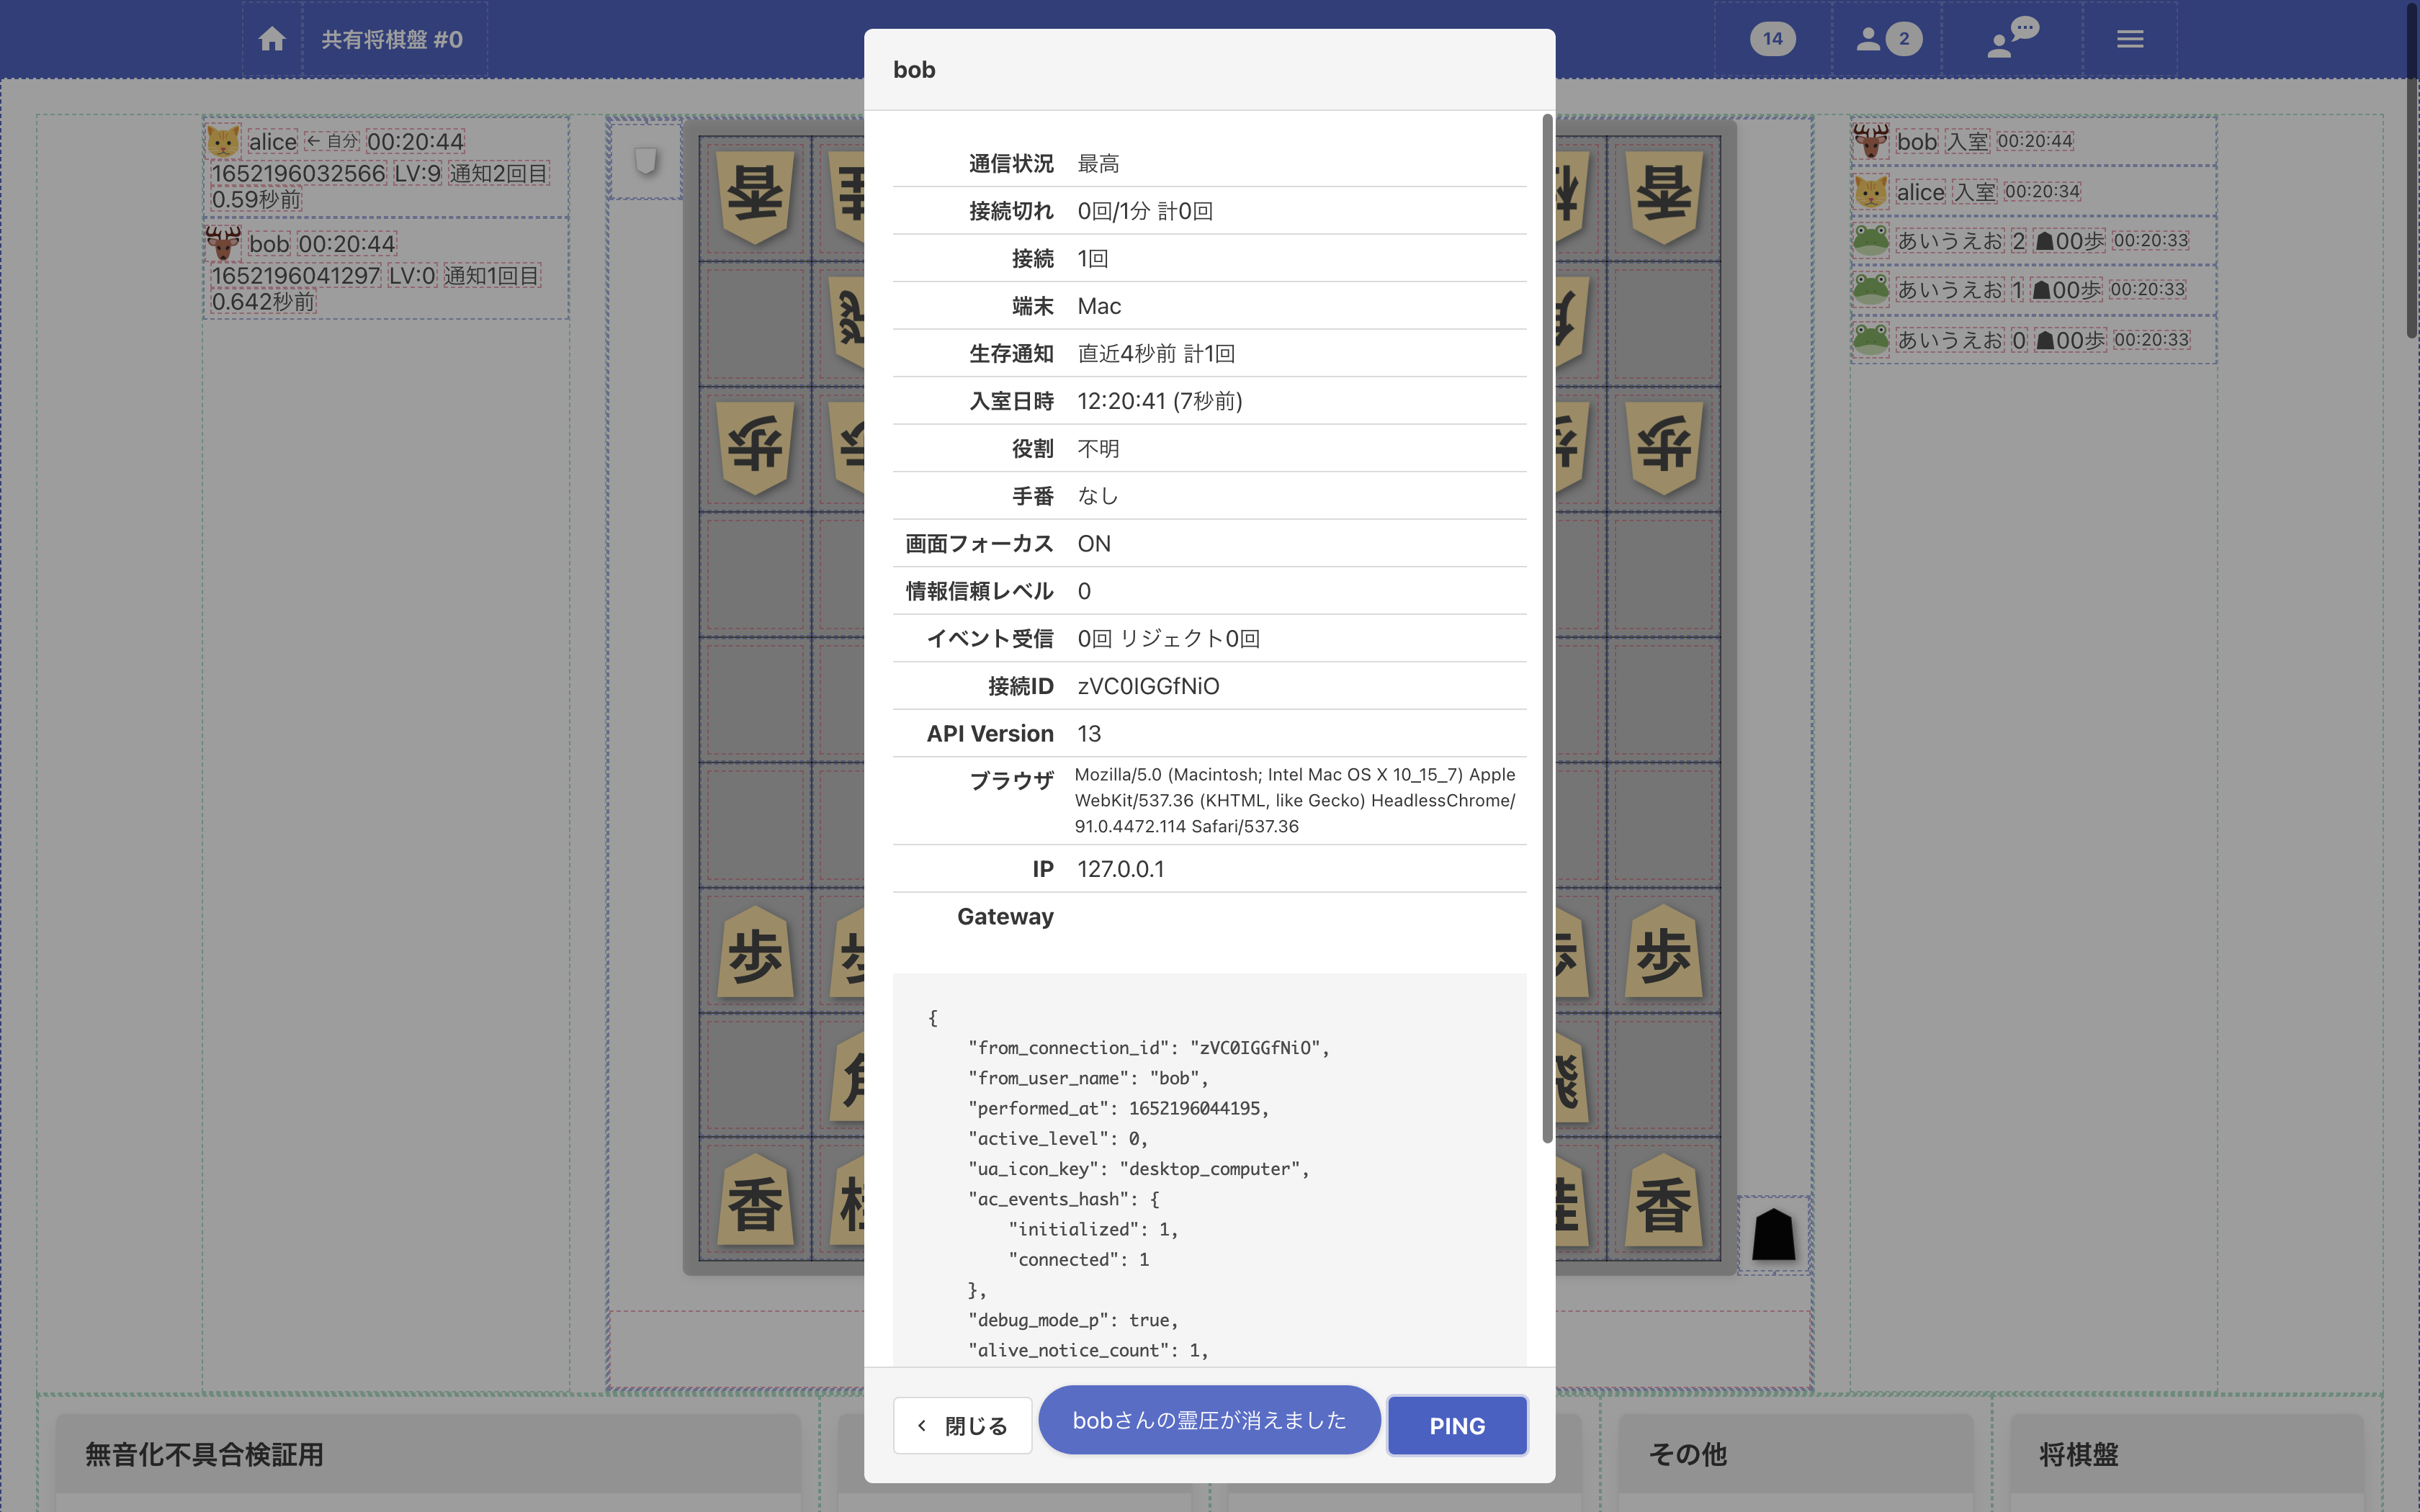 共有将棋盤 #0
14
2
alice ← 自分 00:20:44
1652196032566 LV:9 通知2回目
0.59秒前
bob 00:20:44
1652196041297 LV:0 通知1回目
0.642秒前
bob
通信状況 最高
接続切れ 0回/1分 計0回
接続 1回
端末 Mac
生存通知 直近4秒前 計1回
入室日時 12:20:41 (7秒前)
役割 不明
手番 なし
画面フォーカス ON
情報信頼レベル 0
イベント受信 0回 リジェクト0回
接続ID zVC0IGGfNiO
API Version 13
ブラウザ Mozilla/5.0 (Macintosh; Intel Mac OS X 10_15_7) Apple
WebKit/537.36 (KHTML, like Gecko) HeadlessChrome/
91.0.4472.114 Safari/537.36
IP 127.0.0.1
Gateway
{
"from_connection_id": "zVC0IGGfNiO",
"from_user_name": "bob",
"performed_at": 1652196044195,
"active_level": 0,
"ua_icon_key": "desktop_computer",
"ac_events_hash": {
"initialized": 1,
"connected": 1
},
"debug_mode_p": true,
"alive_notice_count": 1,
閉じる
bobさんの霊圧が消えました
PING
bob 入室 00:20:44
alice 入室 00:20:34
あいうえお 2 ☗00歩 00:20:33
あいうえお 1 ☗00歩 00:20:33
あいうえお 0 ☗00歩 00:20:33
香 香
歩 歩
歩 歩
香 香
無音化不具合検証用
その他
将棋盤